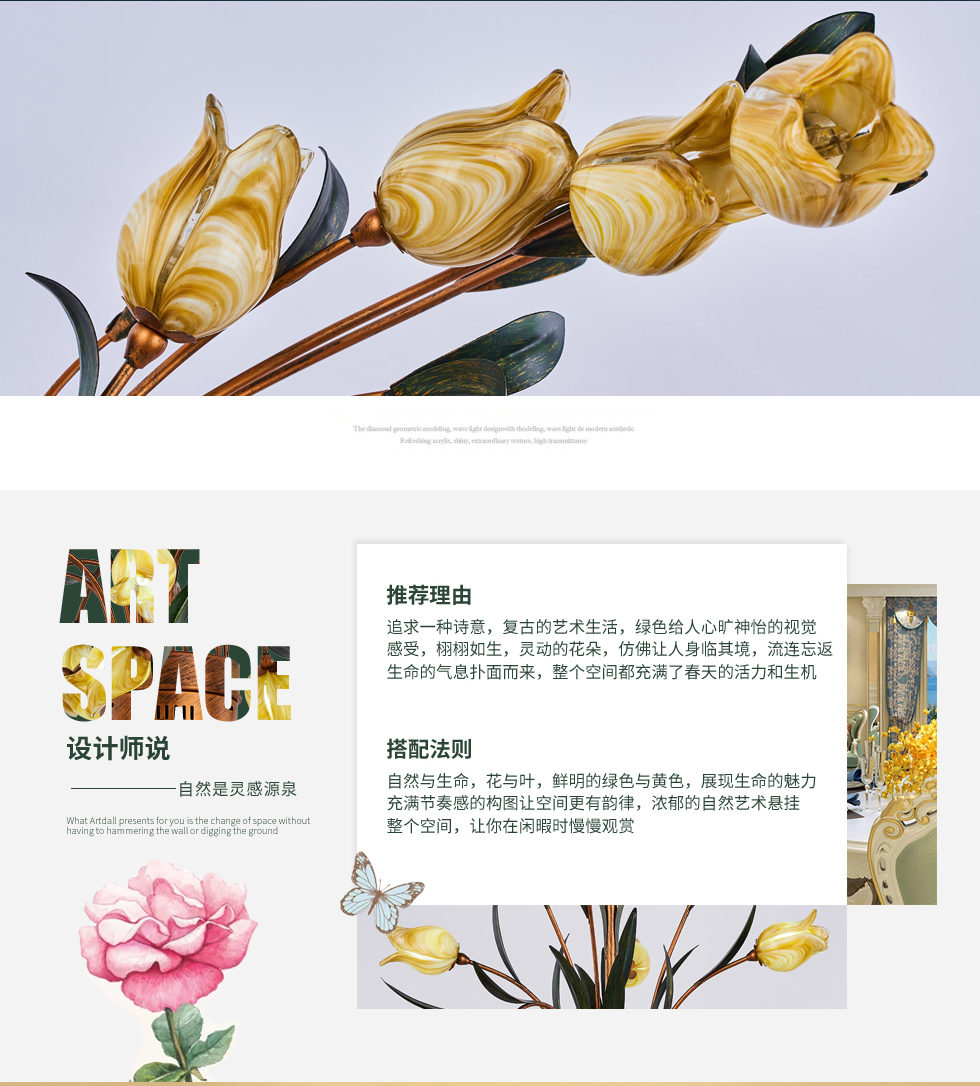 The diamond geometric modeling, wave light designwith thodeling, wave light de modern aesthetic
Refreshing acrylic, shiny, extraordinary texture, high transmittance
ART
SPACE
设计师说
自然是灵感源泉
What Artdall presents for you is the change of space without
having to hammering the wall or digging the ground
推荐理由
追求一种诗意，复古的艺术生活，绿色给人心旷神怡的视觉
感受，栩栩如生，灵动的花朵，仿佛让人身临其境，流连忘返
生命的气息扑面而来，整个空间都充满了春天的活力和生机
搭配法则
自然与生命，花与叶，鲜明的绿色与黄色，展现生命的魅力
充满节奏感的构图让空间更有韵律，浓郁的自然艺术悬挂
整个空间，让你在闲暇时慢慢观赏